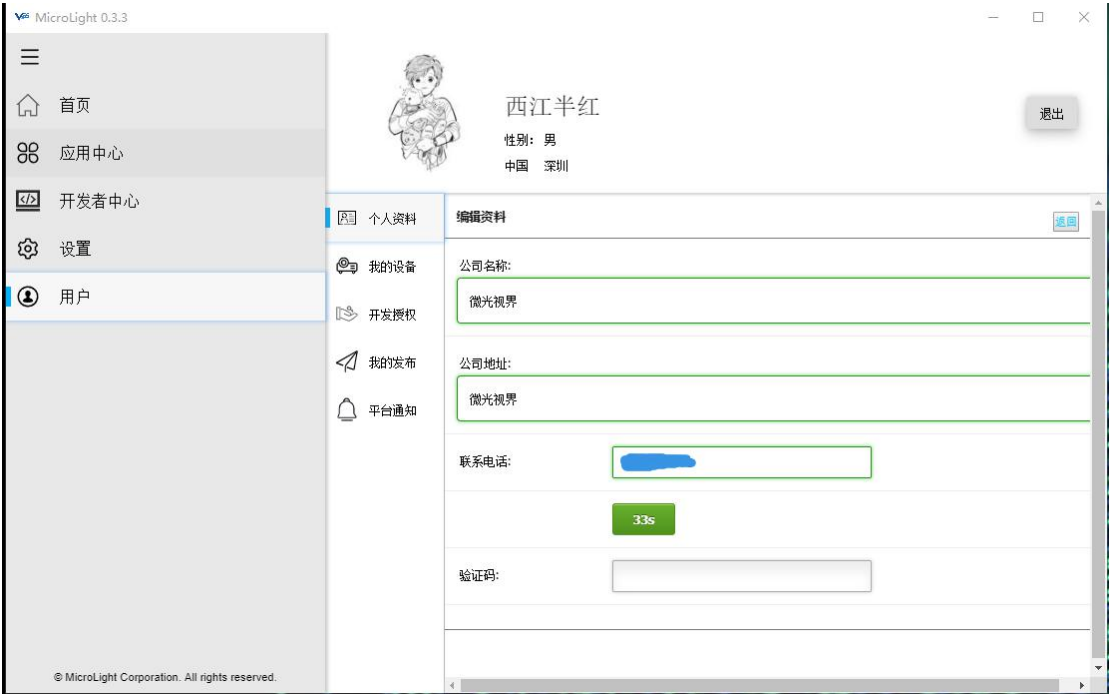 MicroLight 0.3.3
首页
应用中心
开发者中心
设置
用户
© MicroLight Corporation. All rights reserved.
西江半红
性别: 男
中国 深圳
退出
个人资料
我的设备
开发授权
我的发布
平台通知
编辑资料
返回
公司名称:
微光视界
公司地址:
微光视界
联系电话:
33s
验证码: